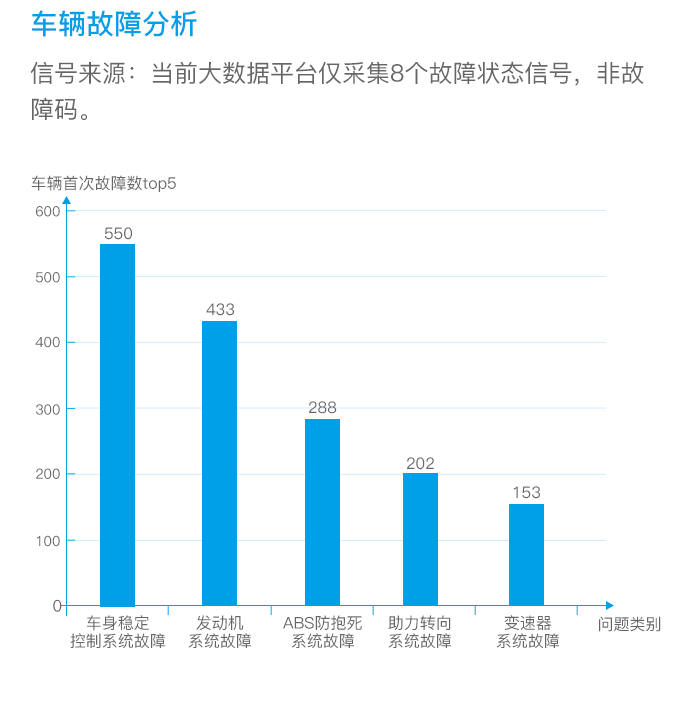 车辆故障分析
信号来源：当前大数据平台仅采集8个故障状态信号，非故
障码。
车辆首次故障数top5
600
550
500
433
400
300
288
200
202
153
100
0
车身稳定
控制系统故障
发动机
系统故障
ABS防抱死
系统故障
助力转向
系统故障
变速器
系统故障
问题类别